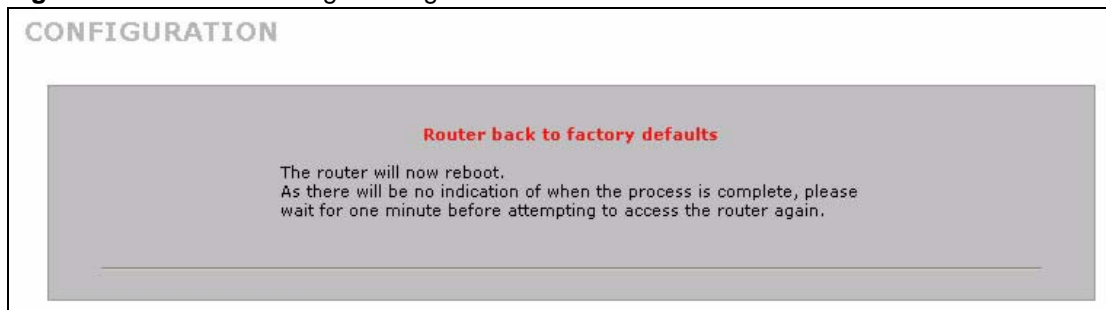 CONFIGURATION
Router back to factory defaults
The router will now reboot.
As there will be no indication of when the process is complete, please
wait for one minute before attempting to access the router again.